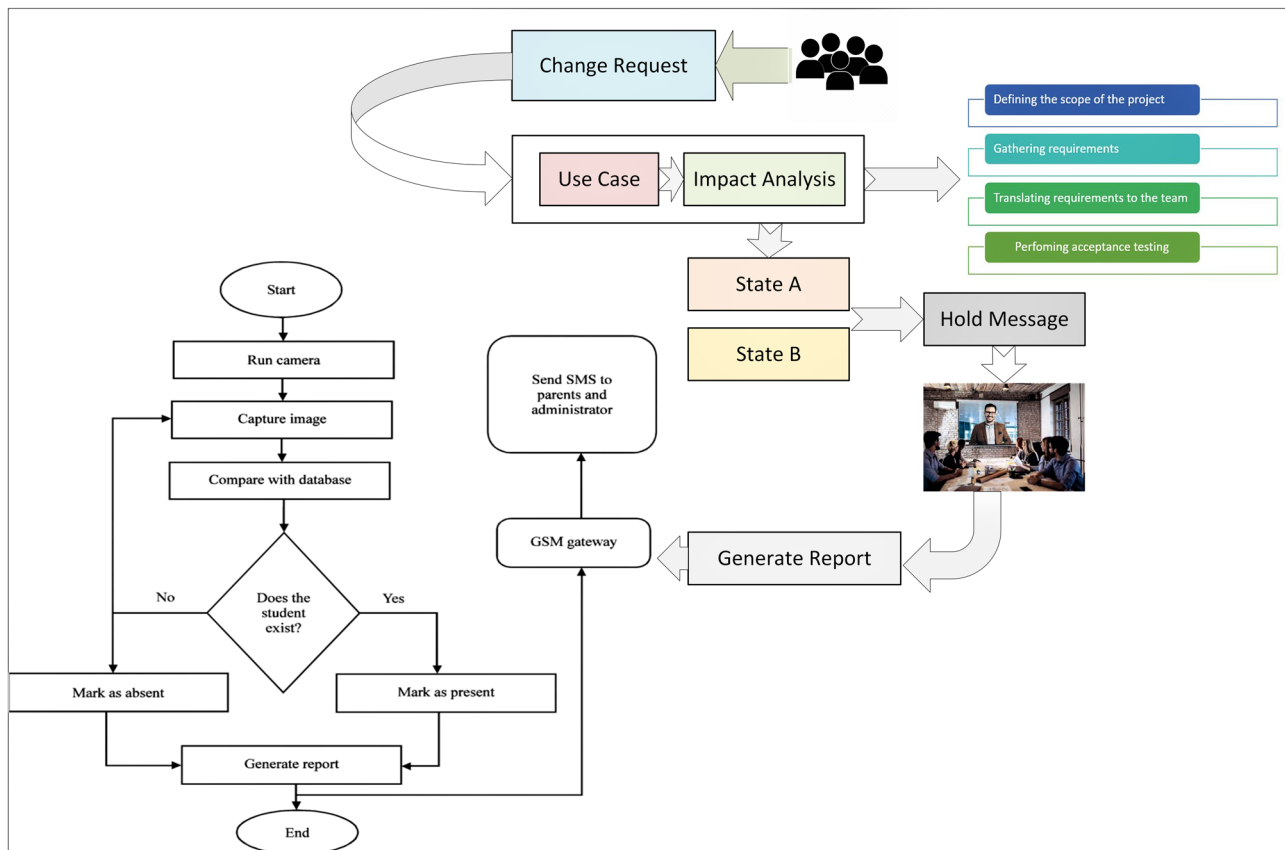 Change Request
Use Case
Impact Analysis
Defining the scope of the project
Gathering requirements
Translating requirements to the team
Perfoming acceptance testing
State A
State B
Hold Message
Generate Report
Start
Run camera
Capture image
Compare with database
Does the
student
exist?
No
Yes
Mark as absent
Mark as present
Generate report
End
GSM gateway
Send SMS to
parents and
administrator